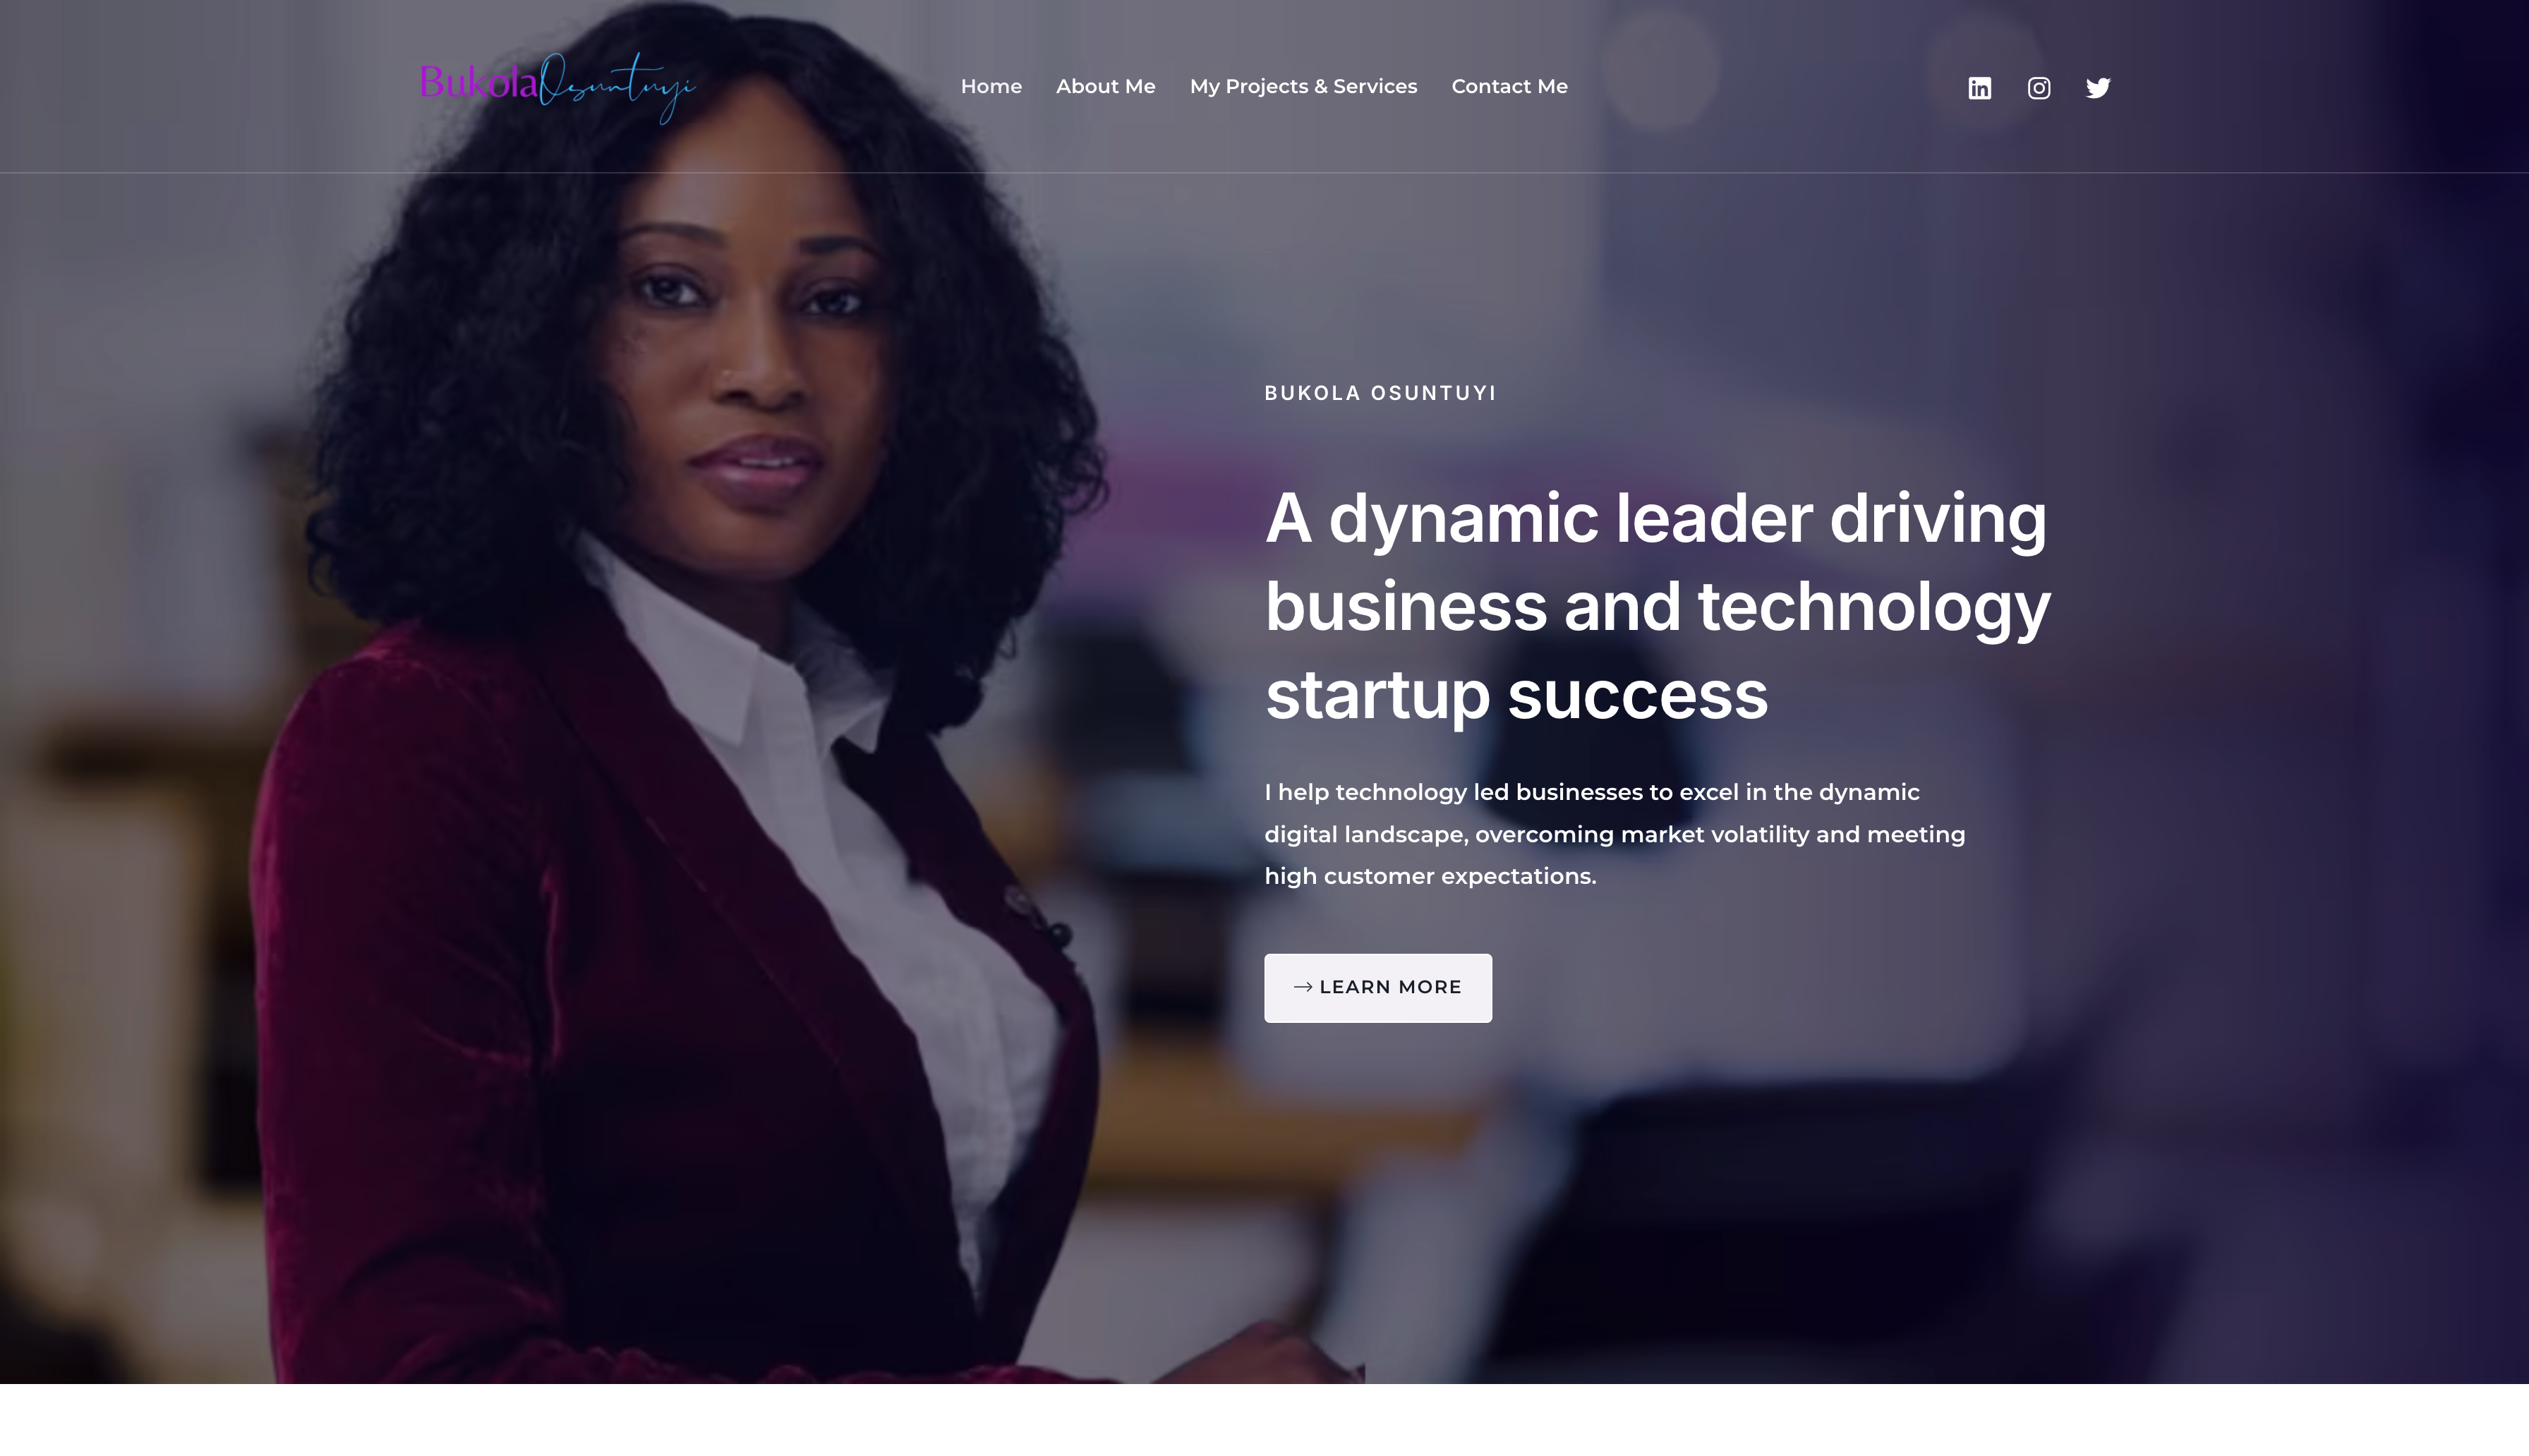 BukolaOsuntuyi
Home About Me My Projects & Services Contact Me
BUKOLA OSUNTUYI
A dynamic leader driving
business and technology
startup success
I help technology led businesses to excel in the dynamic
digital landscape, overcoming market volatility and meeting
high customer expectations.
LEARN MORE